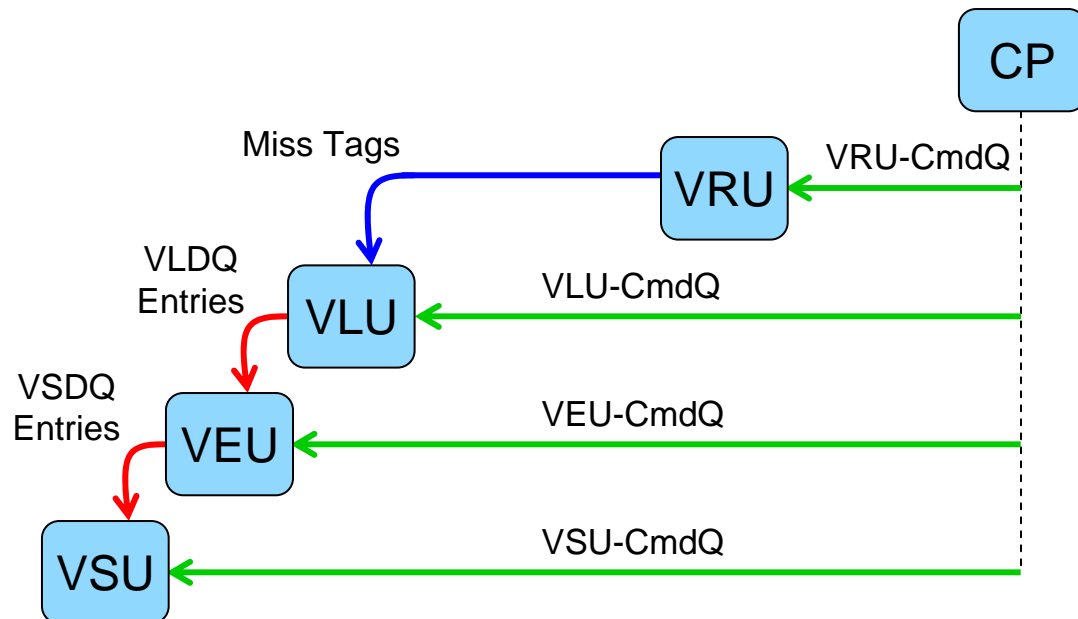 CP
Miss Tags
VRU-CmdQ
VRU
VLDQ
Entries
VLU-CmdQ
VLU
VSDQ
Entries
VEU-CmdQ
VEU
VSU-CmdQ
VSU